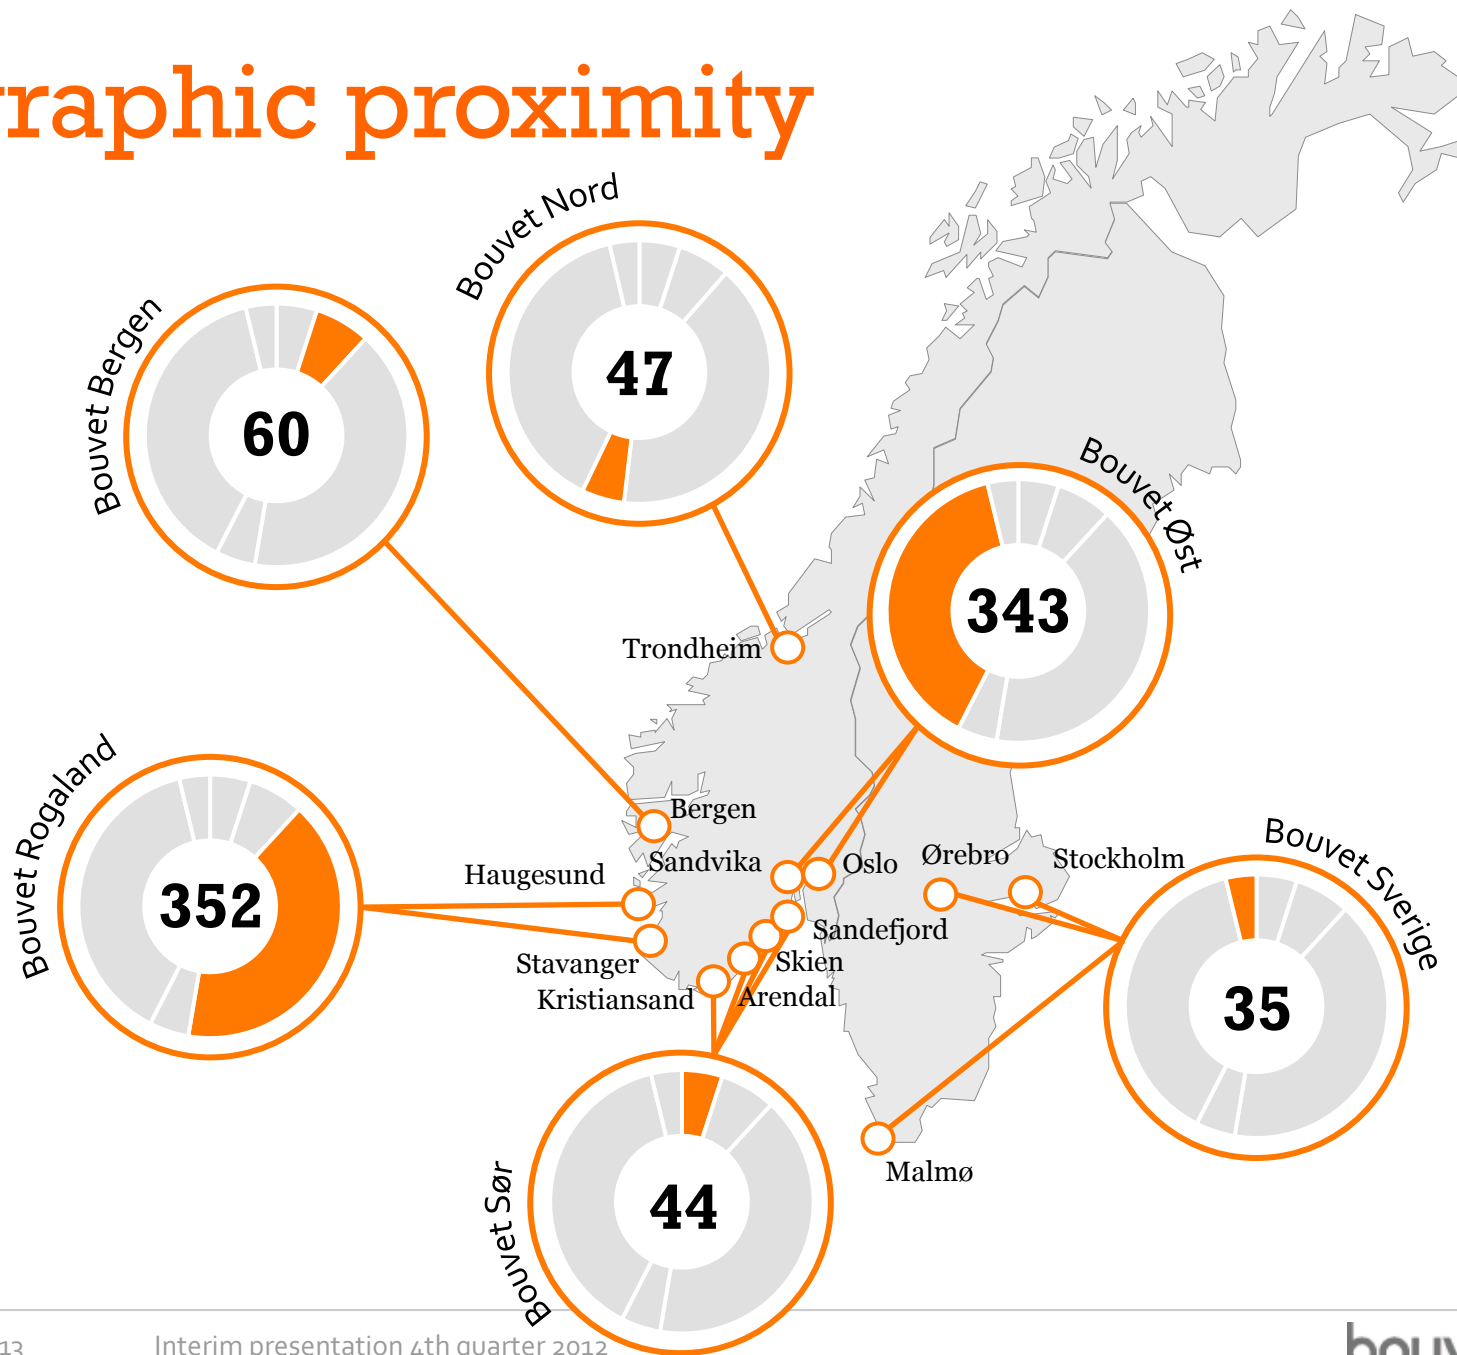 raphic proximity
Bouvet Nord
47
Bouvet Bergen
60
Bouvet Øst
343
Trondheim
Bouvet Rogaland
352
Bergen
Sandvika
Oslo
Ørebro
Stockholm
Haugesund
Bouvet Sverige
35
Sandefjord
Stavanger
Skien
Kristiansand
Arendal
Malmø
Bouvet Sør
44
13
Interim presentation 4th quarter 2012